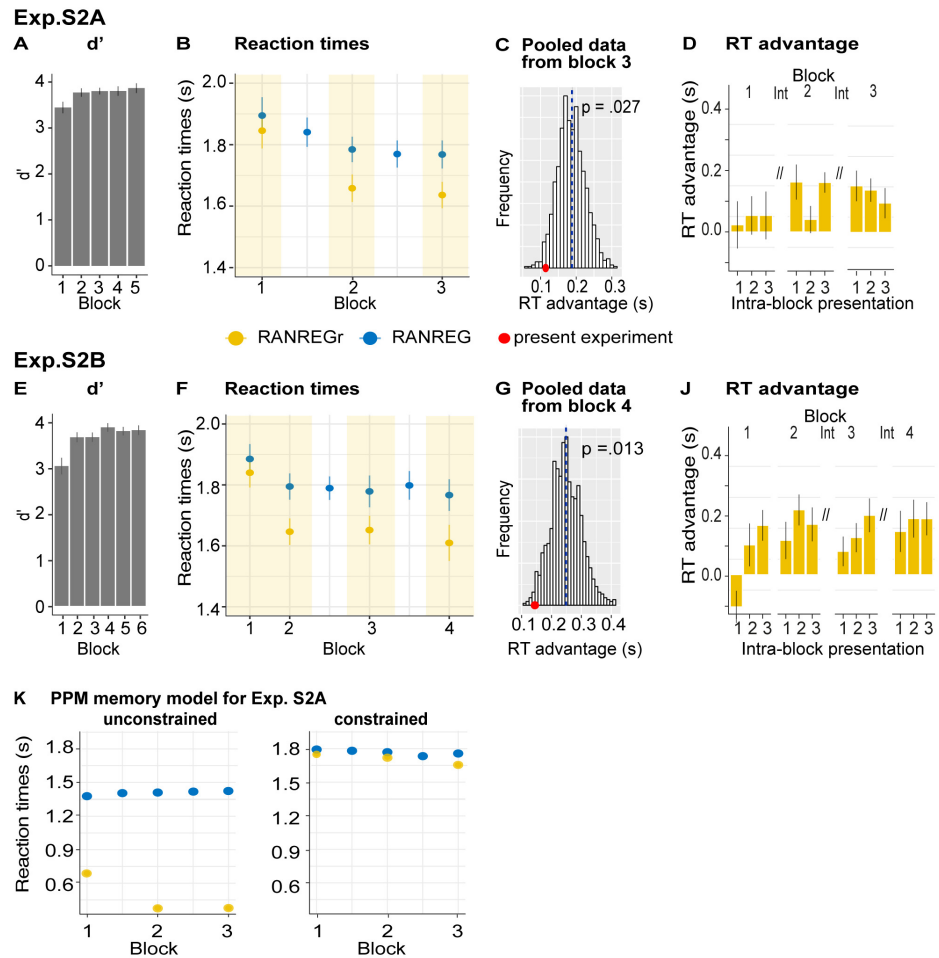 Exp.S2A
A d’
4
3
2
1
0
d'
1 2 3 4 5
Block
B Reaction times
2.0
1.8
1.6
1.4
Reaction times (s)
1 2 3
Block
C Pooled data
from block 3
p = .027
Frequency
0.1 0.2 0.3
RT advantage (s)
D RT advantage
Block
1 Int 2 Int 3
0.4
0.2
0.0
// //
RT advantage (s)
1 2 3 1 2 3 1 2 3
Intra-block presentation
RANREGr RANREG present experiment
Exp.S2B
E d’
4
3
2
1
0
d'
1 2 3 4 5 6
Block
F Reaction times
2.0
1.8
1.6
1.4
Reaction times (s)
1 2 3 4
Block
G Pooled data
from block 4
p =.013
Frequency
0.1 0.2 0.3 0.4
RT advantage (s)
J RT advantage
Block
1 2 Int 3 Int 4
0.4
0.2
0.0
// //
RT advantage (s)
1 2 3 1 2 3 1 2 3 1 2 3
Intra-block presentation
K PPM memory model for Exp. S2A
unconstrained
1.8
1.5
1.2
0.9
0.6
Reaction times (s)
1 2 3
Block
constrained
1.8
1.5
1.2
0.9
0.6
1 2 3
Block